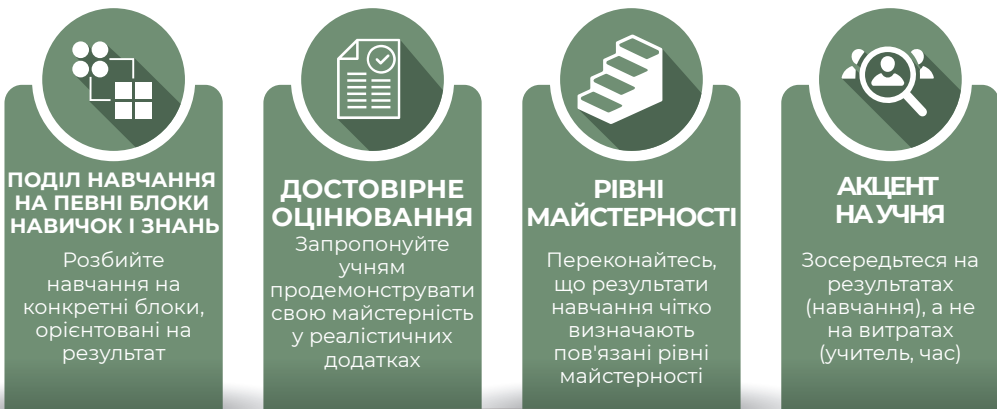 ПОДІЛ НАВЧАННЯ
НА ПЕВНІ БЛОКИ
НАВИЧОК І ЗНАНЬ
Розбийте
навчання на
конкретні блоки,
орієнтовані на
результат
ДОСТОВІРНЕ
ОЦІНЮВАННЯ
Запропонуйте
учням
продемонструвати
свою майстерність
у реалістичних
додатках
РІВНІ
МАЙСТЕРНОСТІ
Переконайтесь,
що результати
навчання чітко
визначають
пов'язані рівні
майстерності
АКЦЕНТ
НА УЧНЯ
Зосередьтеся на
результатах
(навчання), а не
на витратах
(учитель, час)